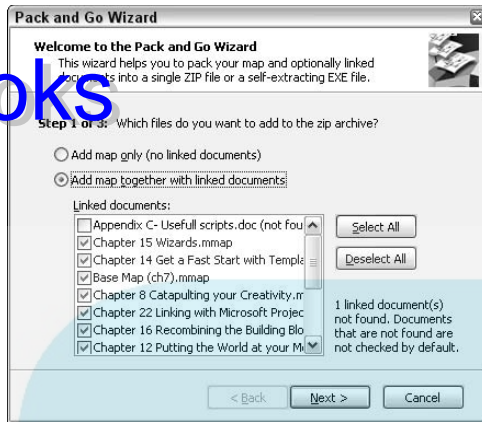 Pack and Go Wizard
Welcome to the Pack and Go Wizard
This wizard helps you to pack your map and optionally linked
documents into a single ZIP file or a self-extracting EXE file.
oks
Step 1 of 3: Which files do you want to add to the zip archive?
Add map only (no linked documents)
Add map together with linked documents
Linked documents:
Appendix C- Usefull scripts.doc (not fou
Chapter 15 Wizards.mmap
Chapter 14 Get a Fast Start with Templa
Base Map (ch7).mmap
Chapter 8 Catapulting your Creativity.m
Chapter 22 Linking with Microsoft Projec
Chapter 16 Recombining the Building Blo
Chapter 12 Putting the World at your Mo
Select All
Deselect All
1 linked document(s)
not found. Documents
that are not found are
not checked by default.
< Back
Next >
Cancel